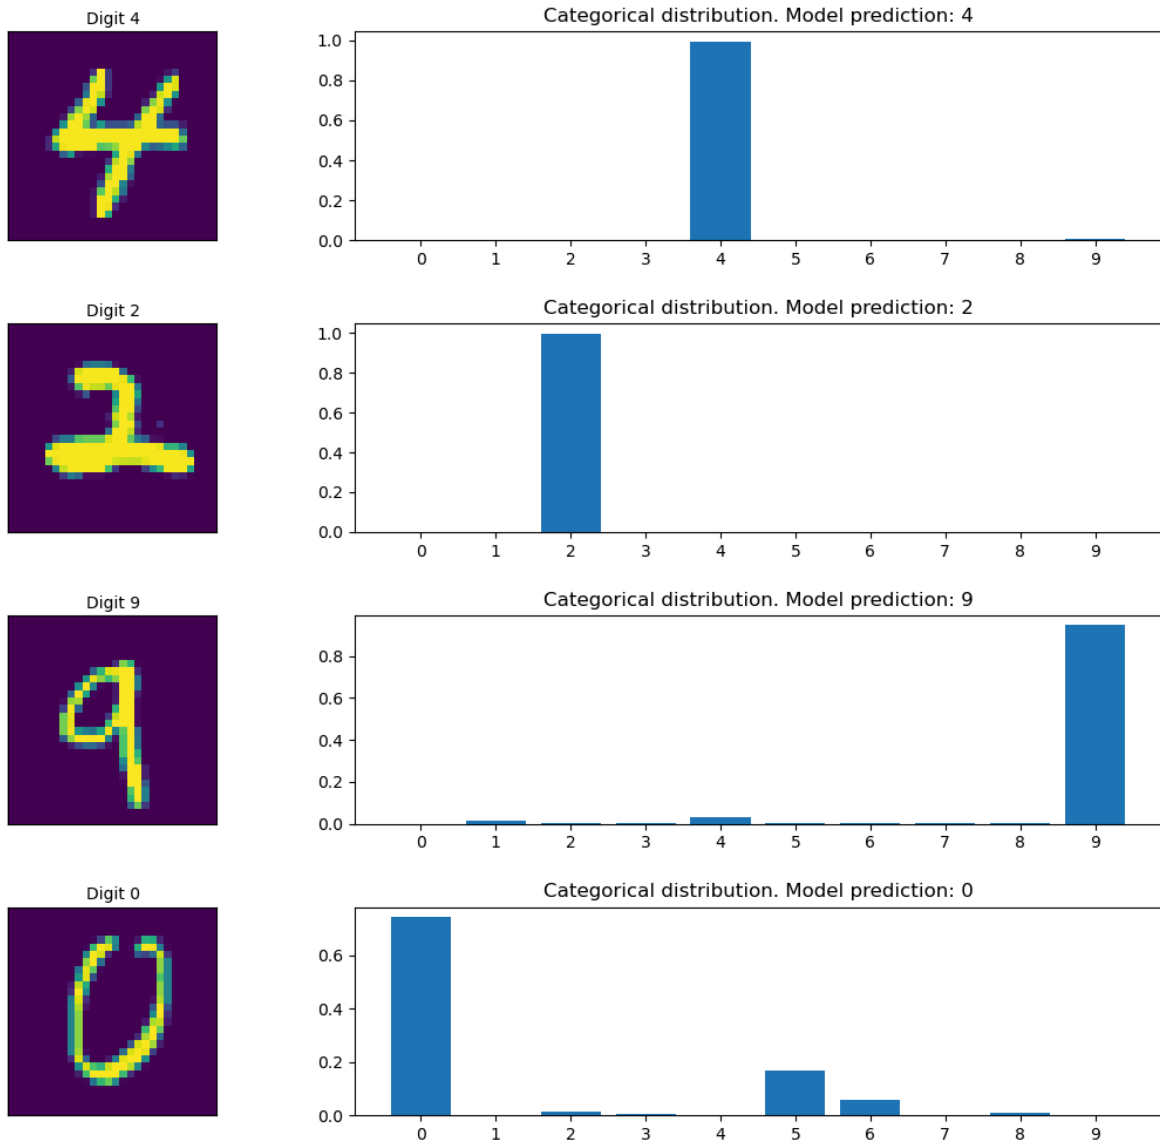 Digit 4
Categorical distribution. Model prediction: 4
1.0
0.8
0.6
0.4
0.2
0.0
0 1 2 3 4 5 6 7 8 9
Digit 2
Categorical distribution. Model prediction: 2
1.0
0.8
0.6
0.4
0.2
0.0
0 1 2 3 4 5 6 7 8 9
Digit 9
Categorical distribution. Model prediction: 9
0.8
0.6
0.4
0.2
0.0
0 1 2 3 4 5 6 7 8 9
Digit 0
Categorical distribution. Model prediction: 0
0.6
0.4
0.2
0.0
0 1 2 3 4 5 6 7 8 9
4
2
9
0